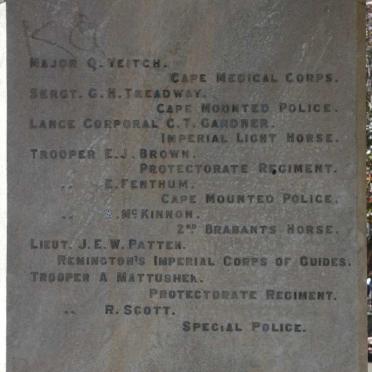 MAJOR Q. VEITCH.
CAPE MEDICAL CORPS.
SERGT. G. H. TREADWAY.
CAPE MOUNTED POLICE.
LANCE CORPORAL C. T. GARDNER.
IMPERIAL LIGHT HORSE.
TROOPER E. J. BROWN.
PROTECTORATE REGIMENT.
„ E. FENTHUM.
CAPE MOUNTED POLICE.
„ McKINNON.
2ND BRABANTS HORSE.
LIEUT. J. E. W. PATTEN.
REMINGTON'S IMPERIAL CORPS OF GUIDES.
TROOPER A MATTUSHEK.
PROTECTORATE REGIMENT.
„ R. SCOTT.
SPECIAL POLICE.